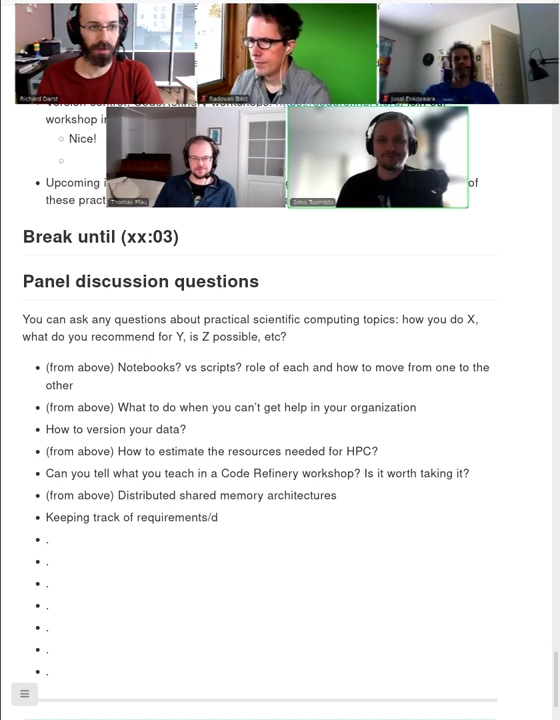 Richard Darst
Radovan Bast
Jussi Enkovaara
workshop in
Nice!
Thomas Pfau
Simo Tuomisto
Upcoming i
of
these pract
Break until (xx:03)
Panel discussion questions
You can ask any questions about practical scientific computing topics: how you do X,
what do you recommend for Y, is Z possible, etc?
(from above) Notebooks? vs scripts? role of each and how to move from one to the
other
(from above) What to do when you can't get help in your organization
How to version your data?
(from above) How to estimate the resources needed for HPC?
Can you tell what you teach in a Code Refinery workshop? Is it worth taking it?
(from above) Distributed shared memory architectures
Keeping track of requirements/d
.
.
.
.
.
.
.